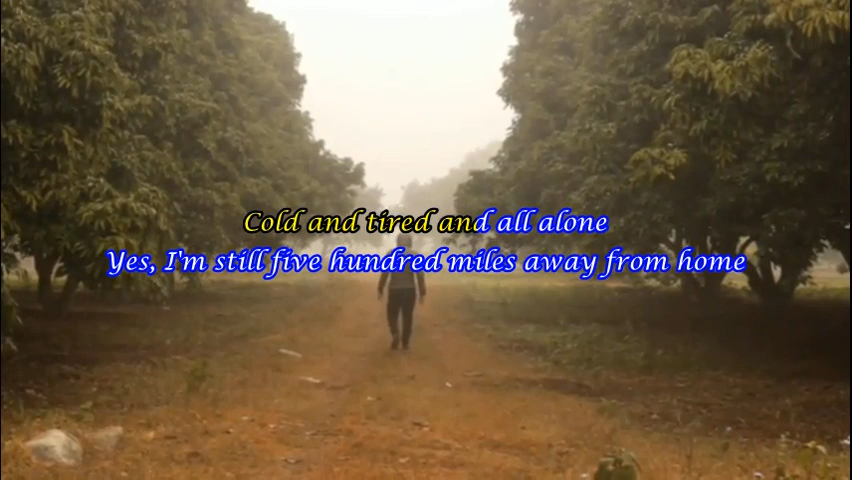 Cold and tired and all alone
Yes, I'm still five hundred miles away from home